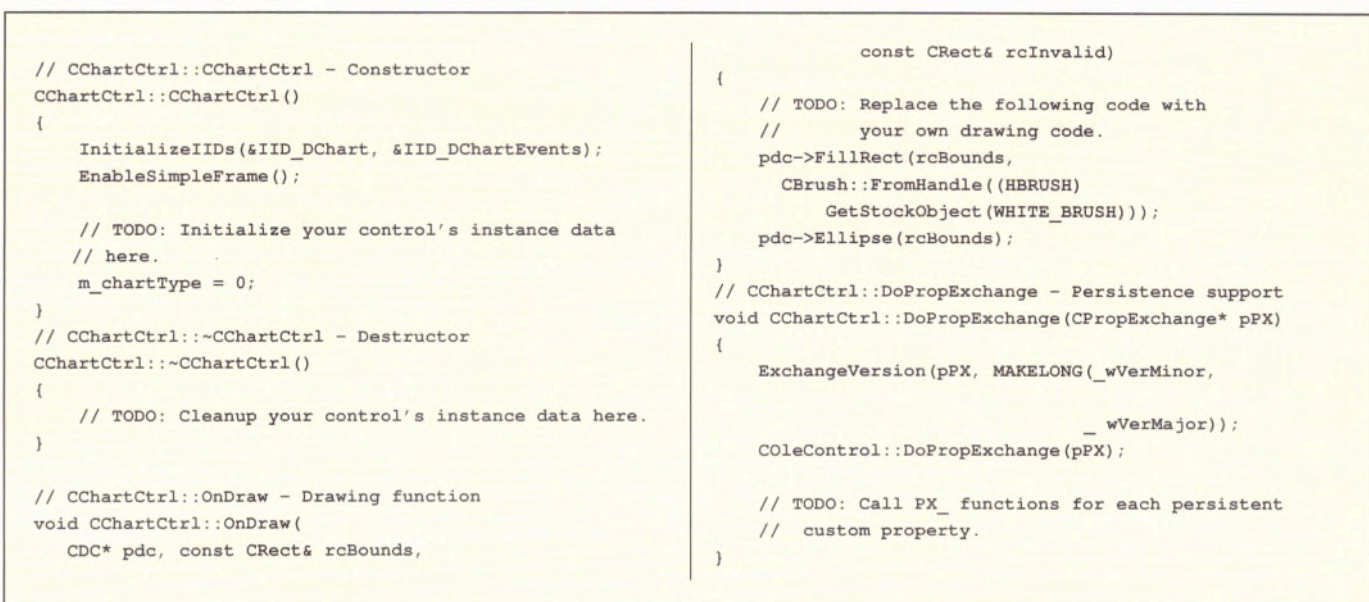 // CChartCtrl::CChartCtrl - Constructor
CChartCtrl::CChartCtrl()
{
    InitializeIIDs(&IID_DChart, &IID_DChartEvents);
    EnableSimpleFrame();

    // TODO: Initialize your control's instance data
   // here.
    m_chartType = 0;
}
// CChartCtrl::~CChartCtrl - Destructor
CChartCtrl::~CChartCtrl()
{
    // TODO: Cleanup your control's instance data here.
}

// CChartCtrl::OnDraw - Drawing function
void CChartCtrl::OnDraw(
   CDC* pdc, const CRect& rcBounds,
             const CRect& rcInvalid)
{
    // TODO: Replace the following code with
    //       your own drawing code.
    pdc->FillRect(rcBounds,
      CBrush::FromHandle((HBRUSH)
          GetStockObject(WHITE_BRUSH)));
    pdc->Ellipse(rcBounds);
}
// CChartCtrl::DoPropExchange - Persistence support
void CChartCtrl::DoPropExchange(CPropExchange* pPX)
{
    ExchangeVersion(pPX, MAKELONG(_wVerMinor,

                                  _ wVerMajor));
    COleControl::DoPropExchange(pPX);

    // TODO: Call PX_ functions for each persistent
    //  custom property.
}